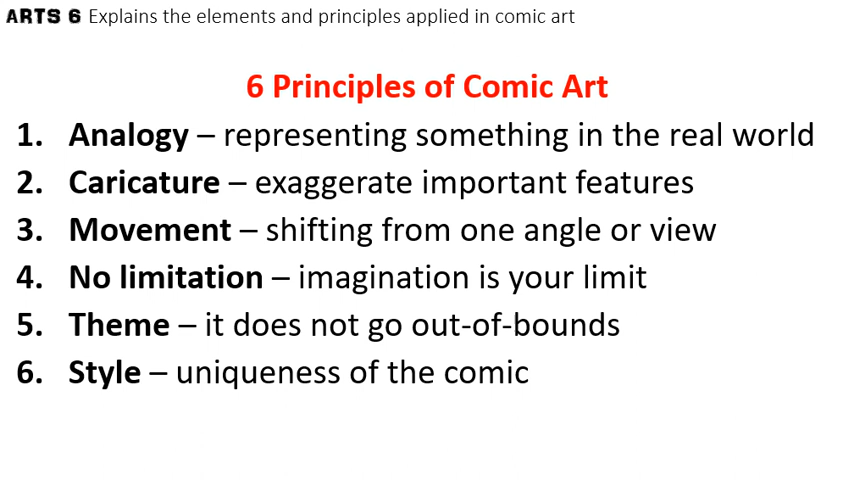 ARTS 6 Explains the elements and principles applied in comic art
6 Principles of Comic Art
1. Analogy – representing something in the real world
2. Caricature – exaggerate important features
3. Movement – shifting from one angle or view
4. No limitation – imagination is your limit
5. Theme – it does not go out-of-bounds
6. Style – uniqueness of the comic